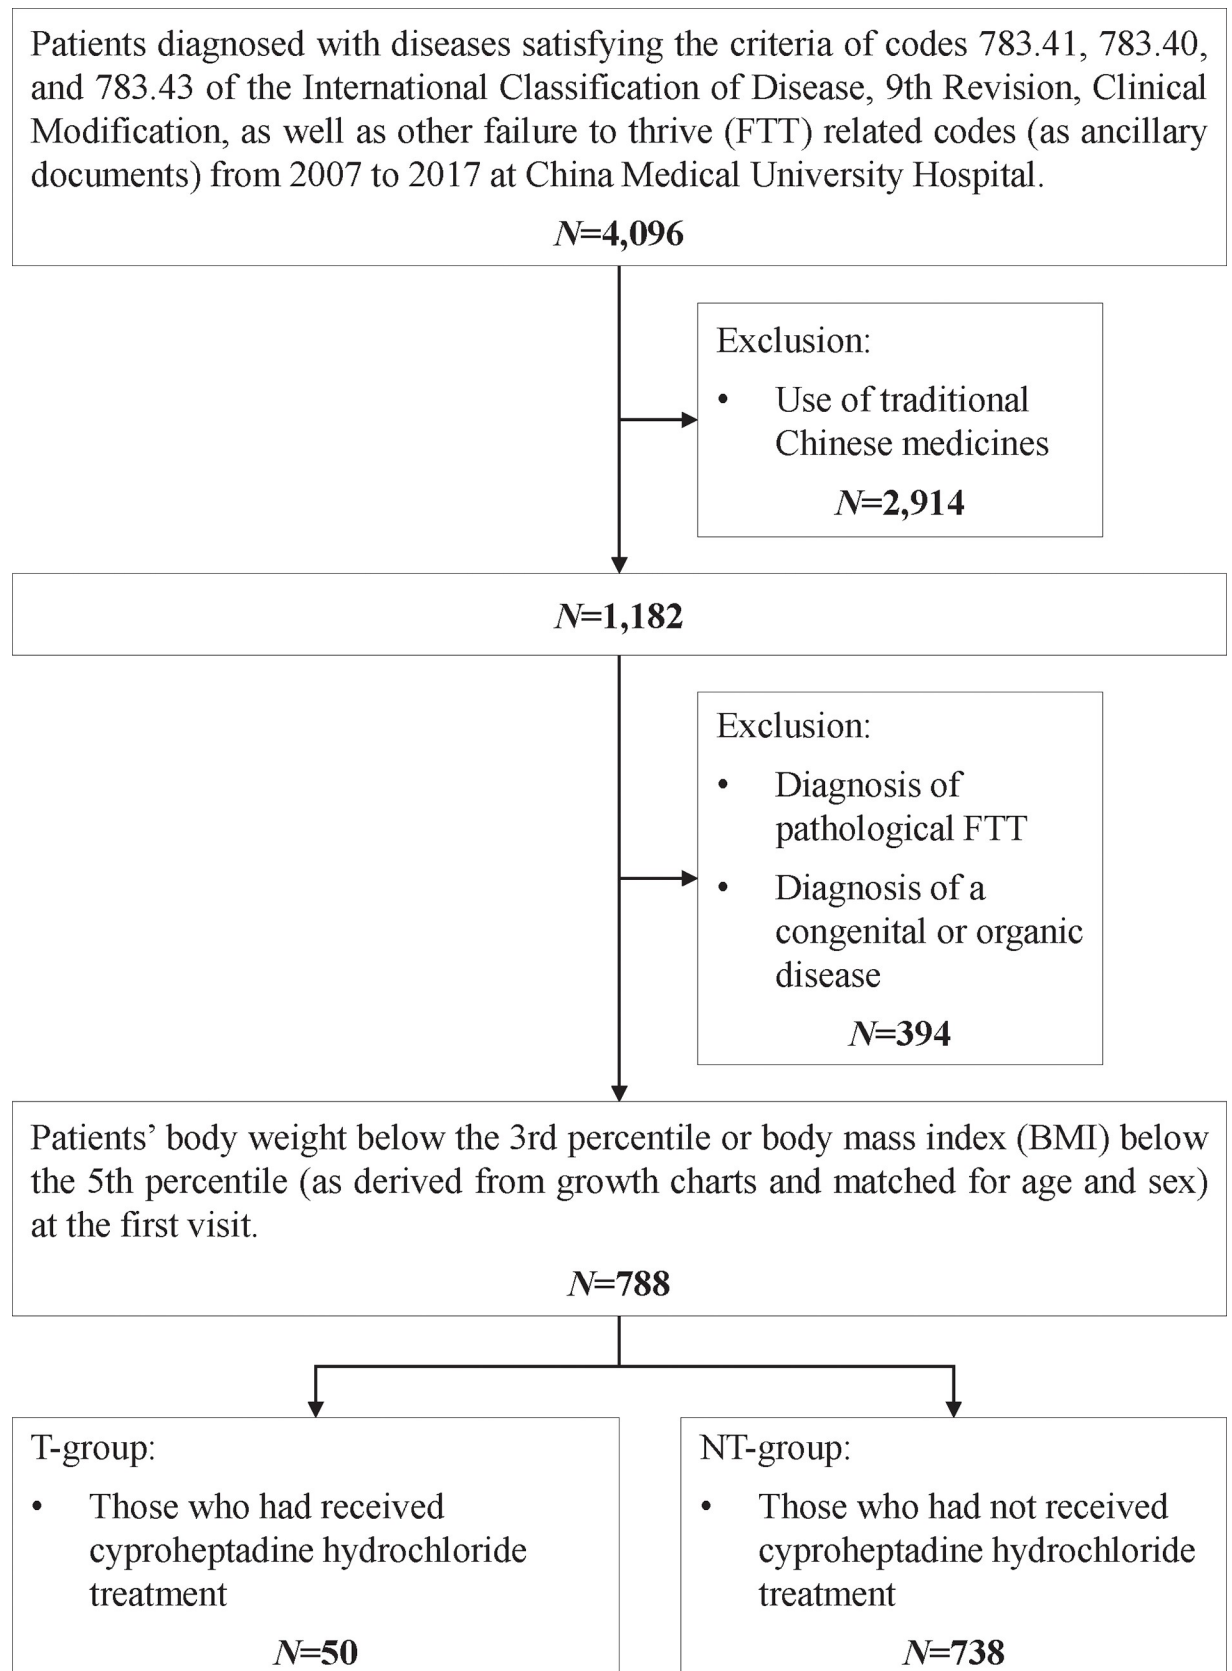 Patients diagnosed with diseases satisfying the criteria of codes 783.41, 783.40,
and 783.43 of the International Classification of Disease, 9th Revision, Clinical
Modification, as well as other failure to thrive (FTT) related codes (as ancillary
documents) from 2007 to 2017 at China Medical University Hospital.
N=4,096
Exclusion:
• Use of traditional
Chinese medicines
N=2,914
N=1,182
Exclusion:
• Diagnosis of
pathological FTT
• Diagnosis of a
congenital or organic
disease
N=394
Patients’ body weight below the 3rd percentile or body mass index (BMI) below
the 5th percentile (as derived from growth charts and matched for age and sex)
at the first visit.
N=788
T-group:
• Those who had received
cyproheptadine hydrochloride
treatment
N=50
NT-group:
• Those who had not received
cyproheptadine hydrochloride
treatment
N=738